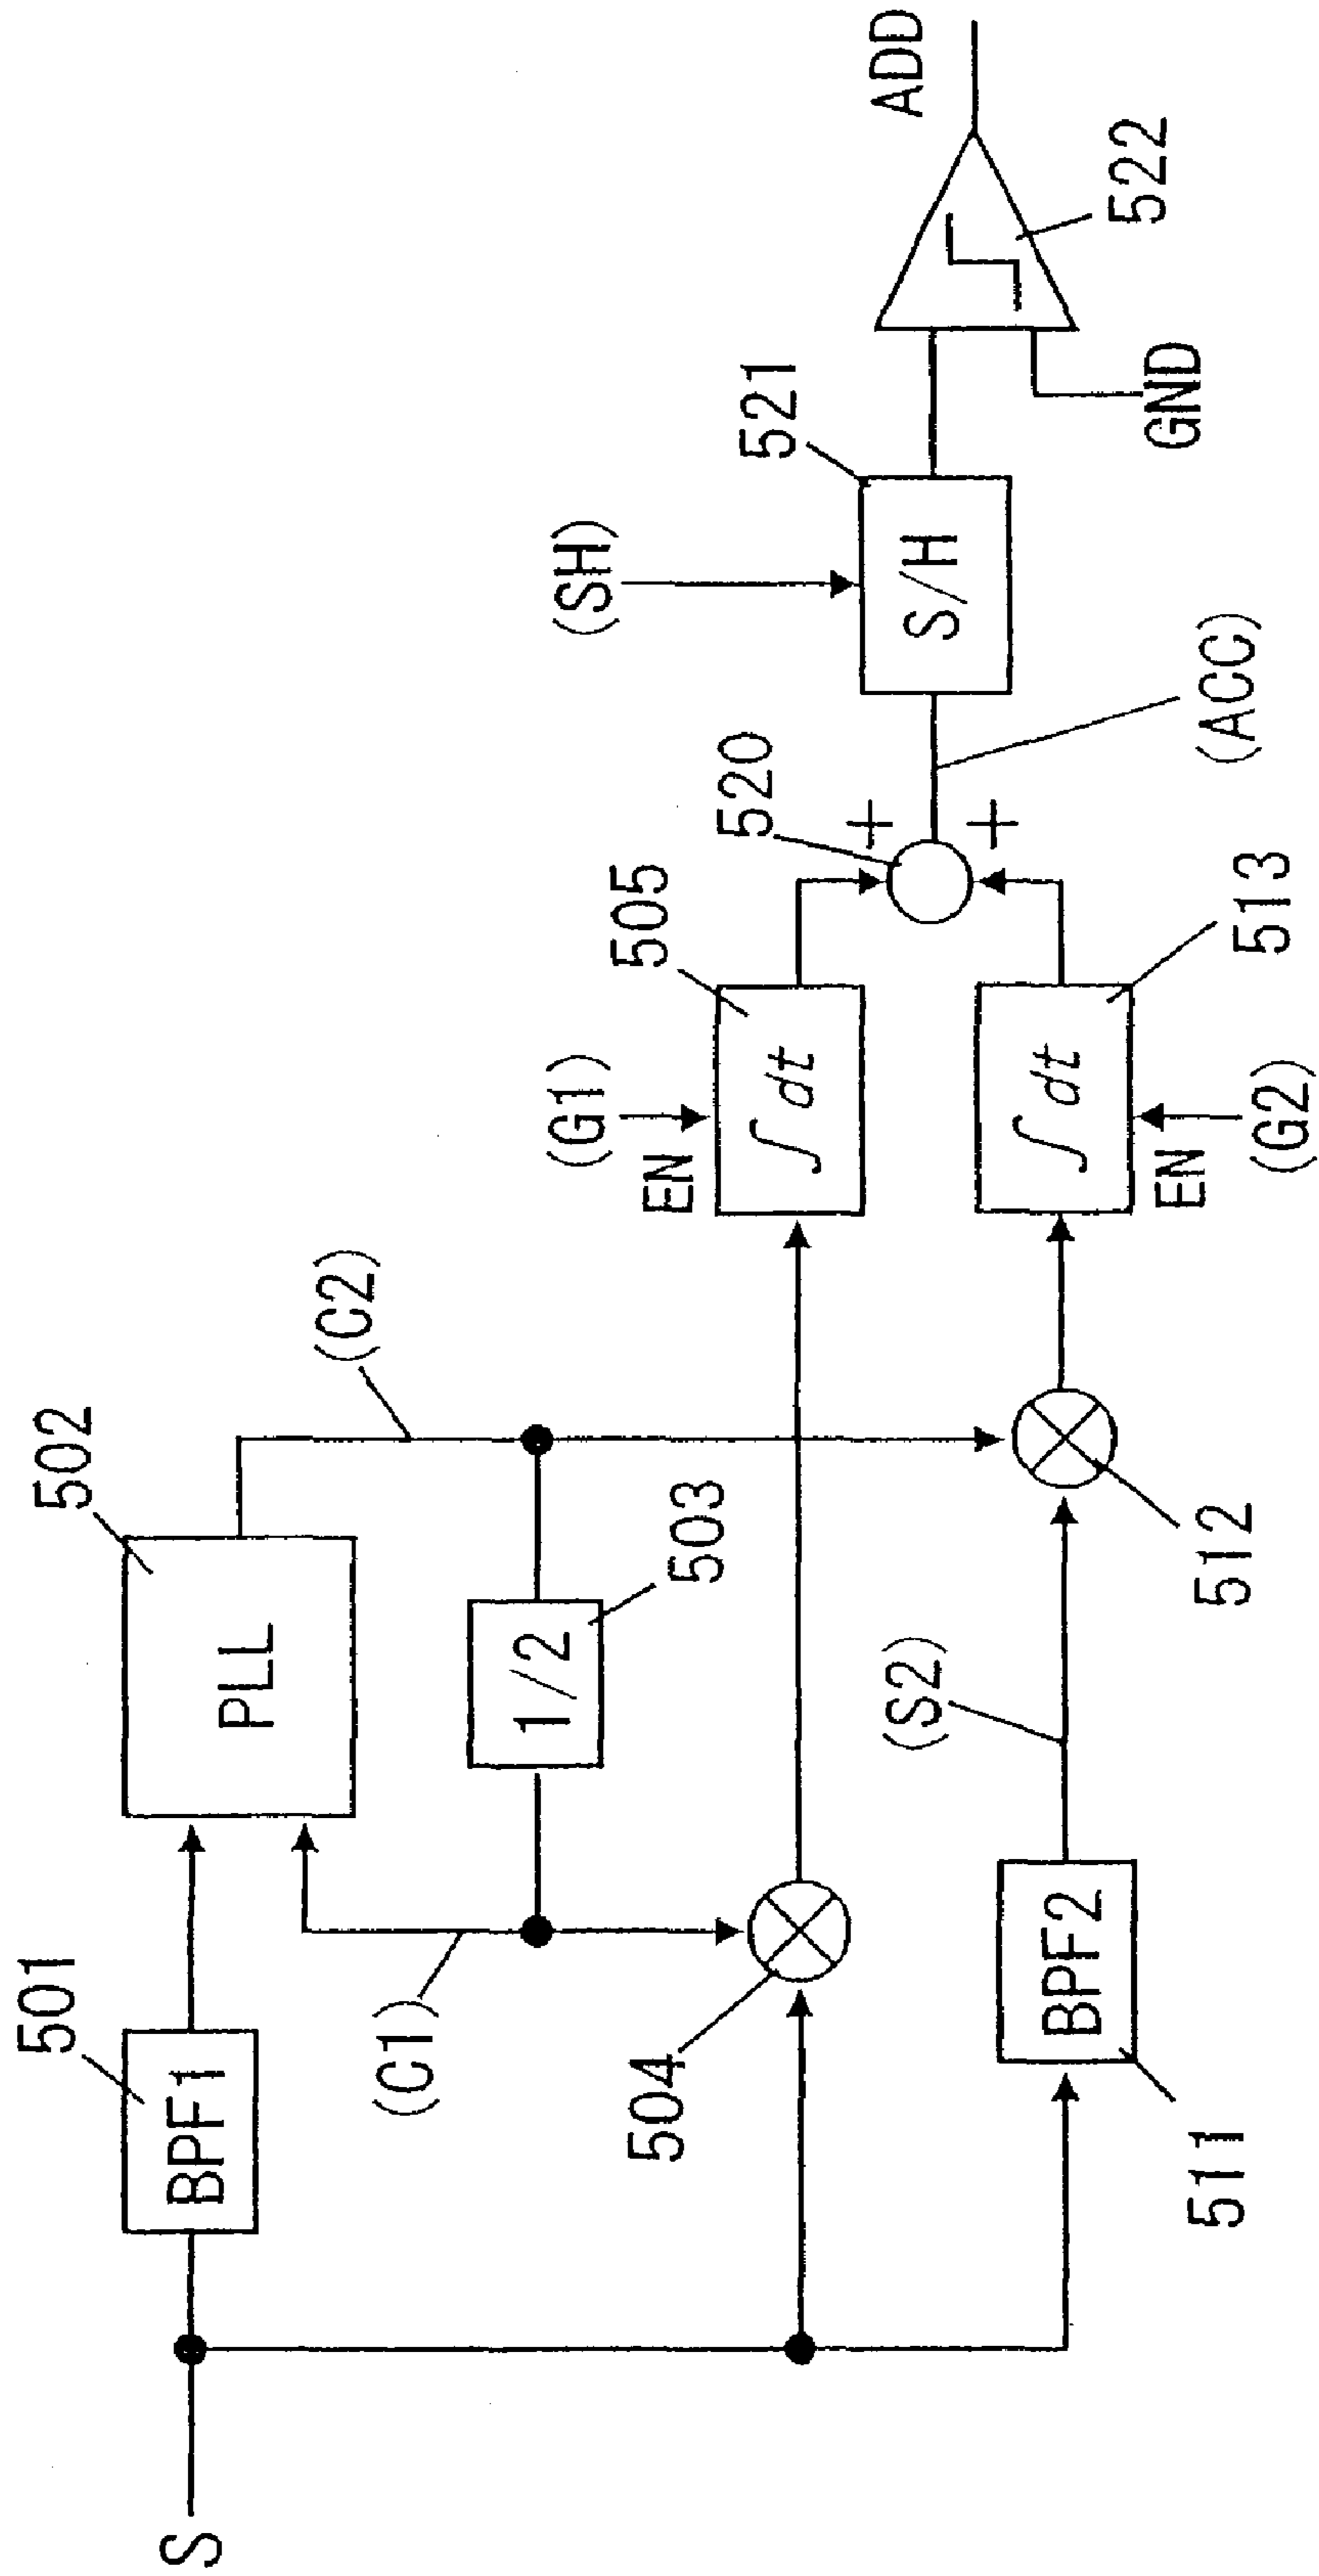 S
501
BPF1
502
PLL
(C1)
(C2)
1/2
503
504
(S2)
BPF2
511
512
(G1)
EN
∫dt
505
∫dt
513
EN
(G2)
520
+
+
(ACC)
(SH)
S/H
521
GND
522
ADD